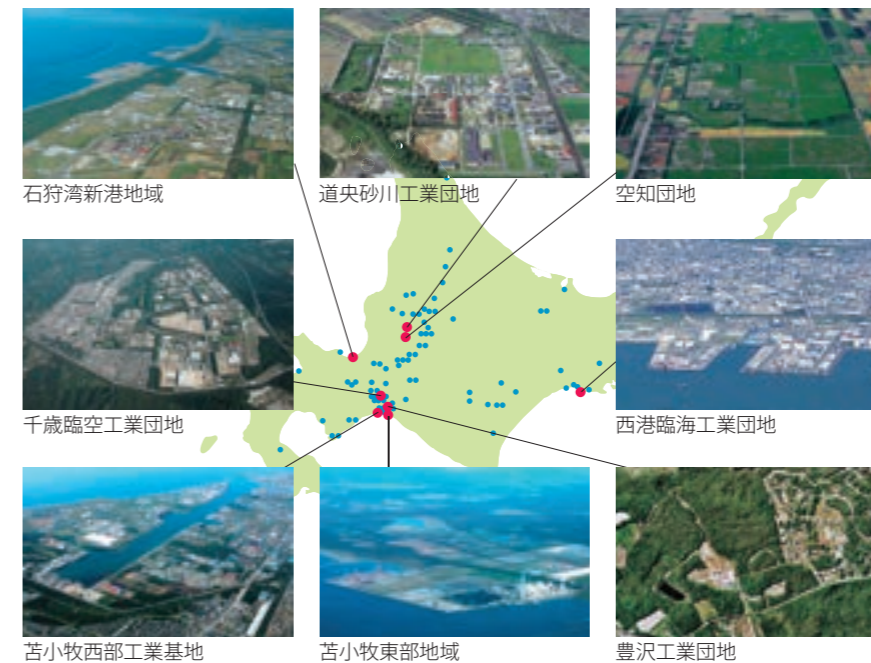 石狩湾新港地域
道央砂川工業団地
空知団地
千歳臨空工業団地
西港臨海工業団地
苫小牧西部工業基地
苫小牧東部地域
豊沢工業団地